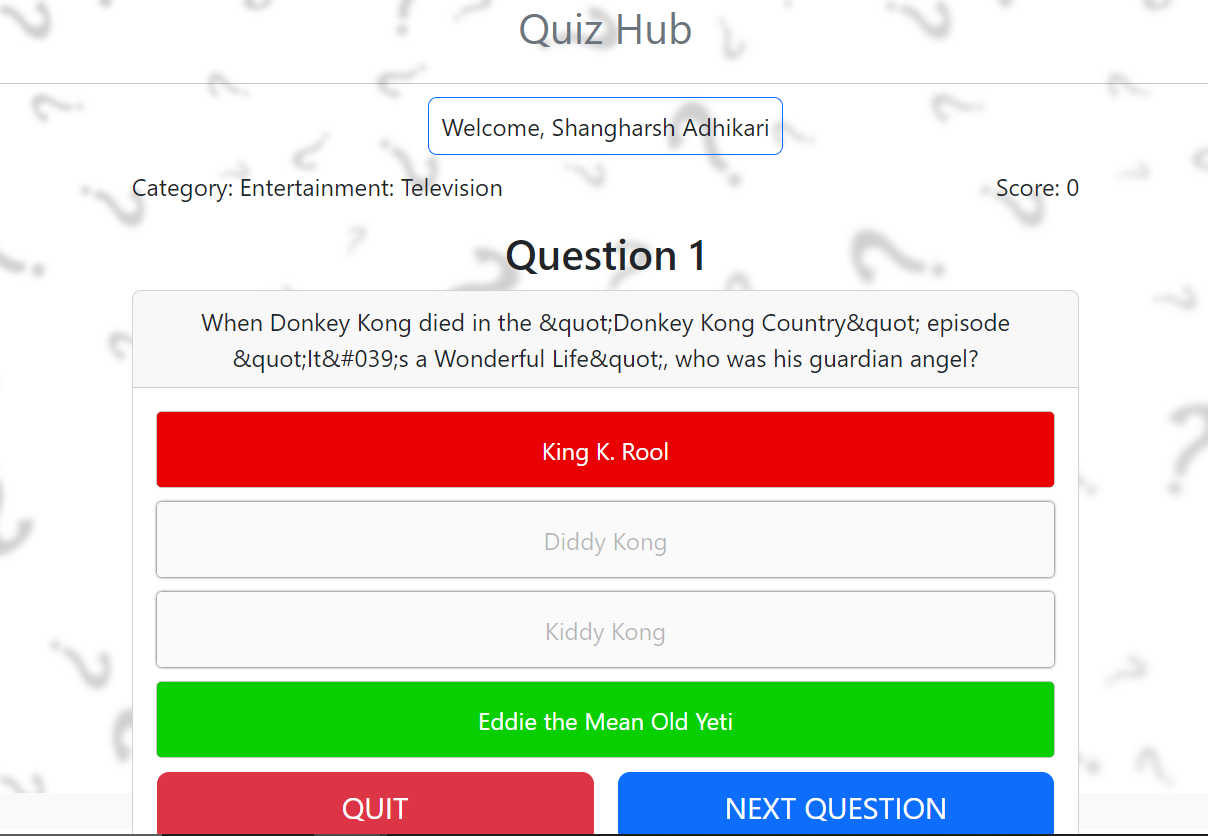 Quiz Hub
Welcome, Shangharsh Adhikari
Category: Entertainment: Television
Score: 0
Question 1
When Donkey Kong died in the &quot;Donkey Kong Country&quot; episode
&quot;It&#039;s a Wonderful Life&quot;, who was his guardian angel?
King K. Rool
Diddy Kong
Kiddy Kong
Eddie the Mean Old Yeti
QUIT
NEXT QUESTION